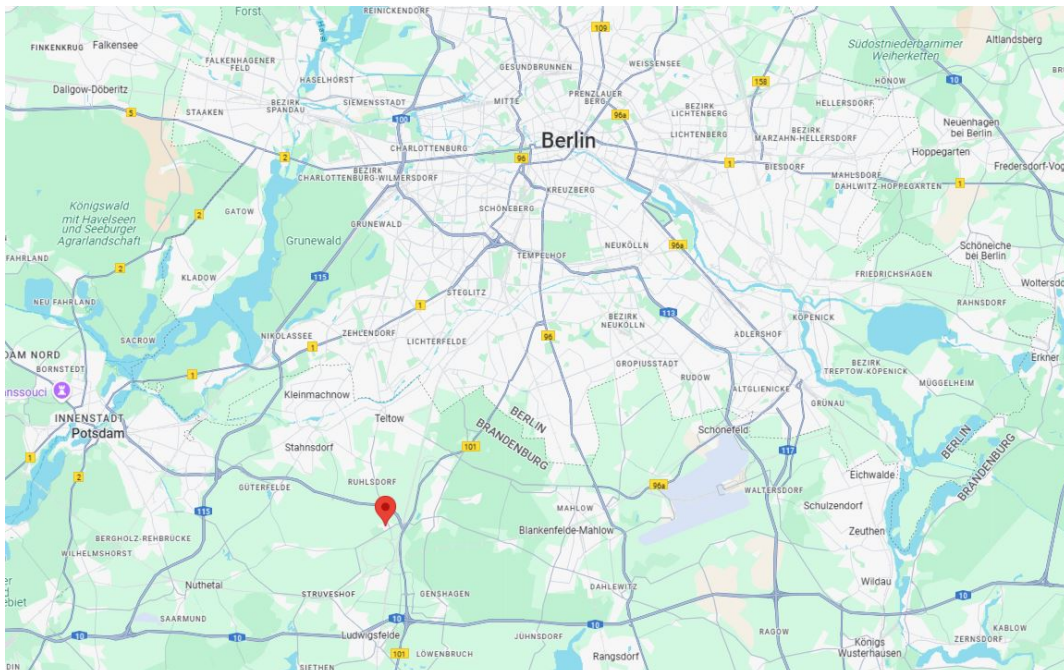 Forst
REINICKENDORF
109
FINKENKRUG
Falkensee
FALKENHAGENER
FELD
HASELHORST
GESUNDBRUNNEN
WEISSENSEE
Südostniederbarnimer
Weiherketten
Altlandsberg
HÖNOW
10
Dallgow-Döberitz
BEZIRK
SPANDAU
SIEMENSSTADT
MITTE
PRENZLAUER
BERG
158
STAAKEN
5
100
96a
BEZIRK
LICHTENBERG
LICHTENBERG
HELLERSDORF
Neuenhagen
bei Berlin
BEZIRK
MARZAHN-HELLERSDORF
Berlin
CHARLOTTENBURG
2
96
1
BIESDORF
Hoppegarten
Fredersdorf-Vog
BEZIRK
CHARLOTTENBURG-WILMERSDORF
MAHLSDORF
DAHLWITZ-HOPPEGARTEN
1
KREUZBERG
Königswald
mit Havelseen
und Seeburger
Agrarlandschaft
2
GATOW
SCHÖNEBERG
GRUNEWALD
Grunewald
NEUKÖLLN
96a
Schöneiche
bei Berlin
FAHRLAND
2
KLADOW
115
TEMPELHOF
FRIEDRICHSHAGEN
Woltersdo
NEU FAHRLAND
STEGLITZ
1
113
RAHNSDORF
SACROW
NIKOLASSEE
ZEHLENDORF
LICHTERFELDE
BEZIRK
NEUKÖLLN
ADLERSHOF
KÖPENICK
1
96
DAM NORD
BORNSTEDT
1
GROPIUSSTADT
RUDOW
BEZIRK
TREPTOW-KÖPENICK
Erkner
MÜGGELHEIM
anssouci
Kleinmachnow
ALTGLIENICKE
GRÜNAU
INNENSTADT
Potsdam
Teltow
BERLIN
BRANDENBURG
Schönefeld
BERLIN
BRANDENBURG
Stahnsdorf
101
117
1
2
GÜTERFELDE
RUHLSDORF
96a
WALTERSDORF
Eichwalde
Schulzendorf
115
MAHLOW
Blankenfelde-Mahlow
Zeuthen
BERGHOLZ-REHBRÜCKE
WILHELMSHORST
Nuthetal
STRUVESHOF
GENSHAGEN
DAHLEWITZ
Wildau
10
10
SAARMUND
10
10
Ludwigsfelde
JÜHNSDORF
10
RAGOW
KABLOW
101
LÖWENBRUCH
SIETHEN
Rangsdorf
Königs
Wusterhausen
ZERNSDORF